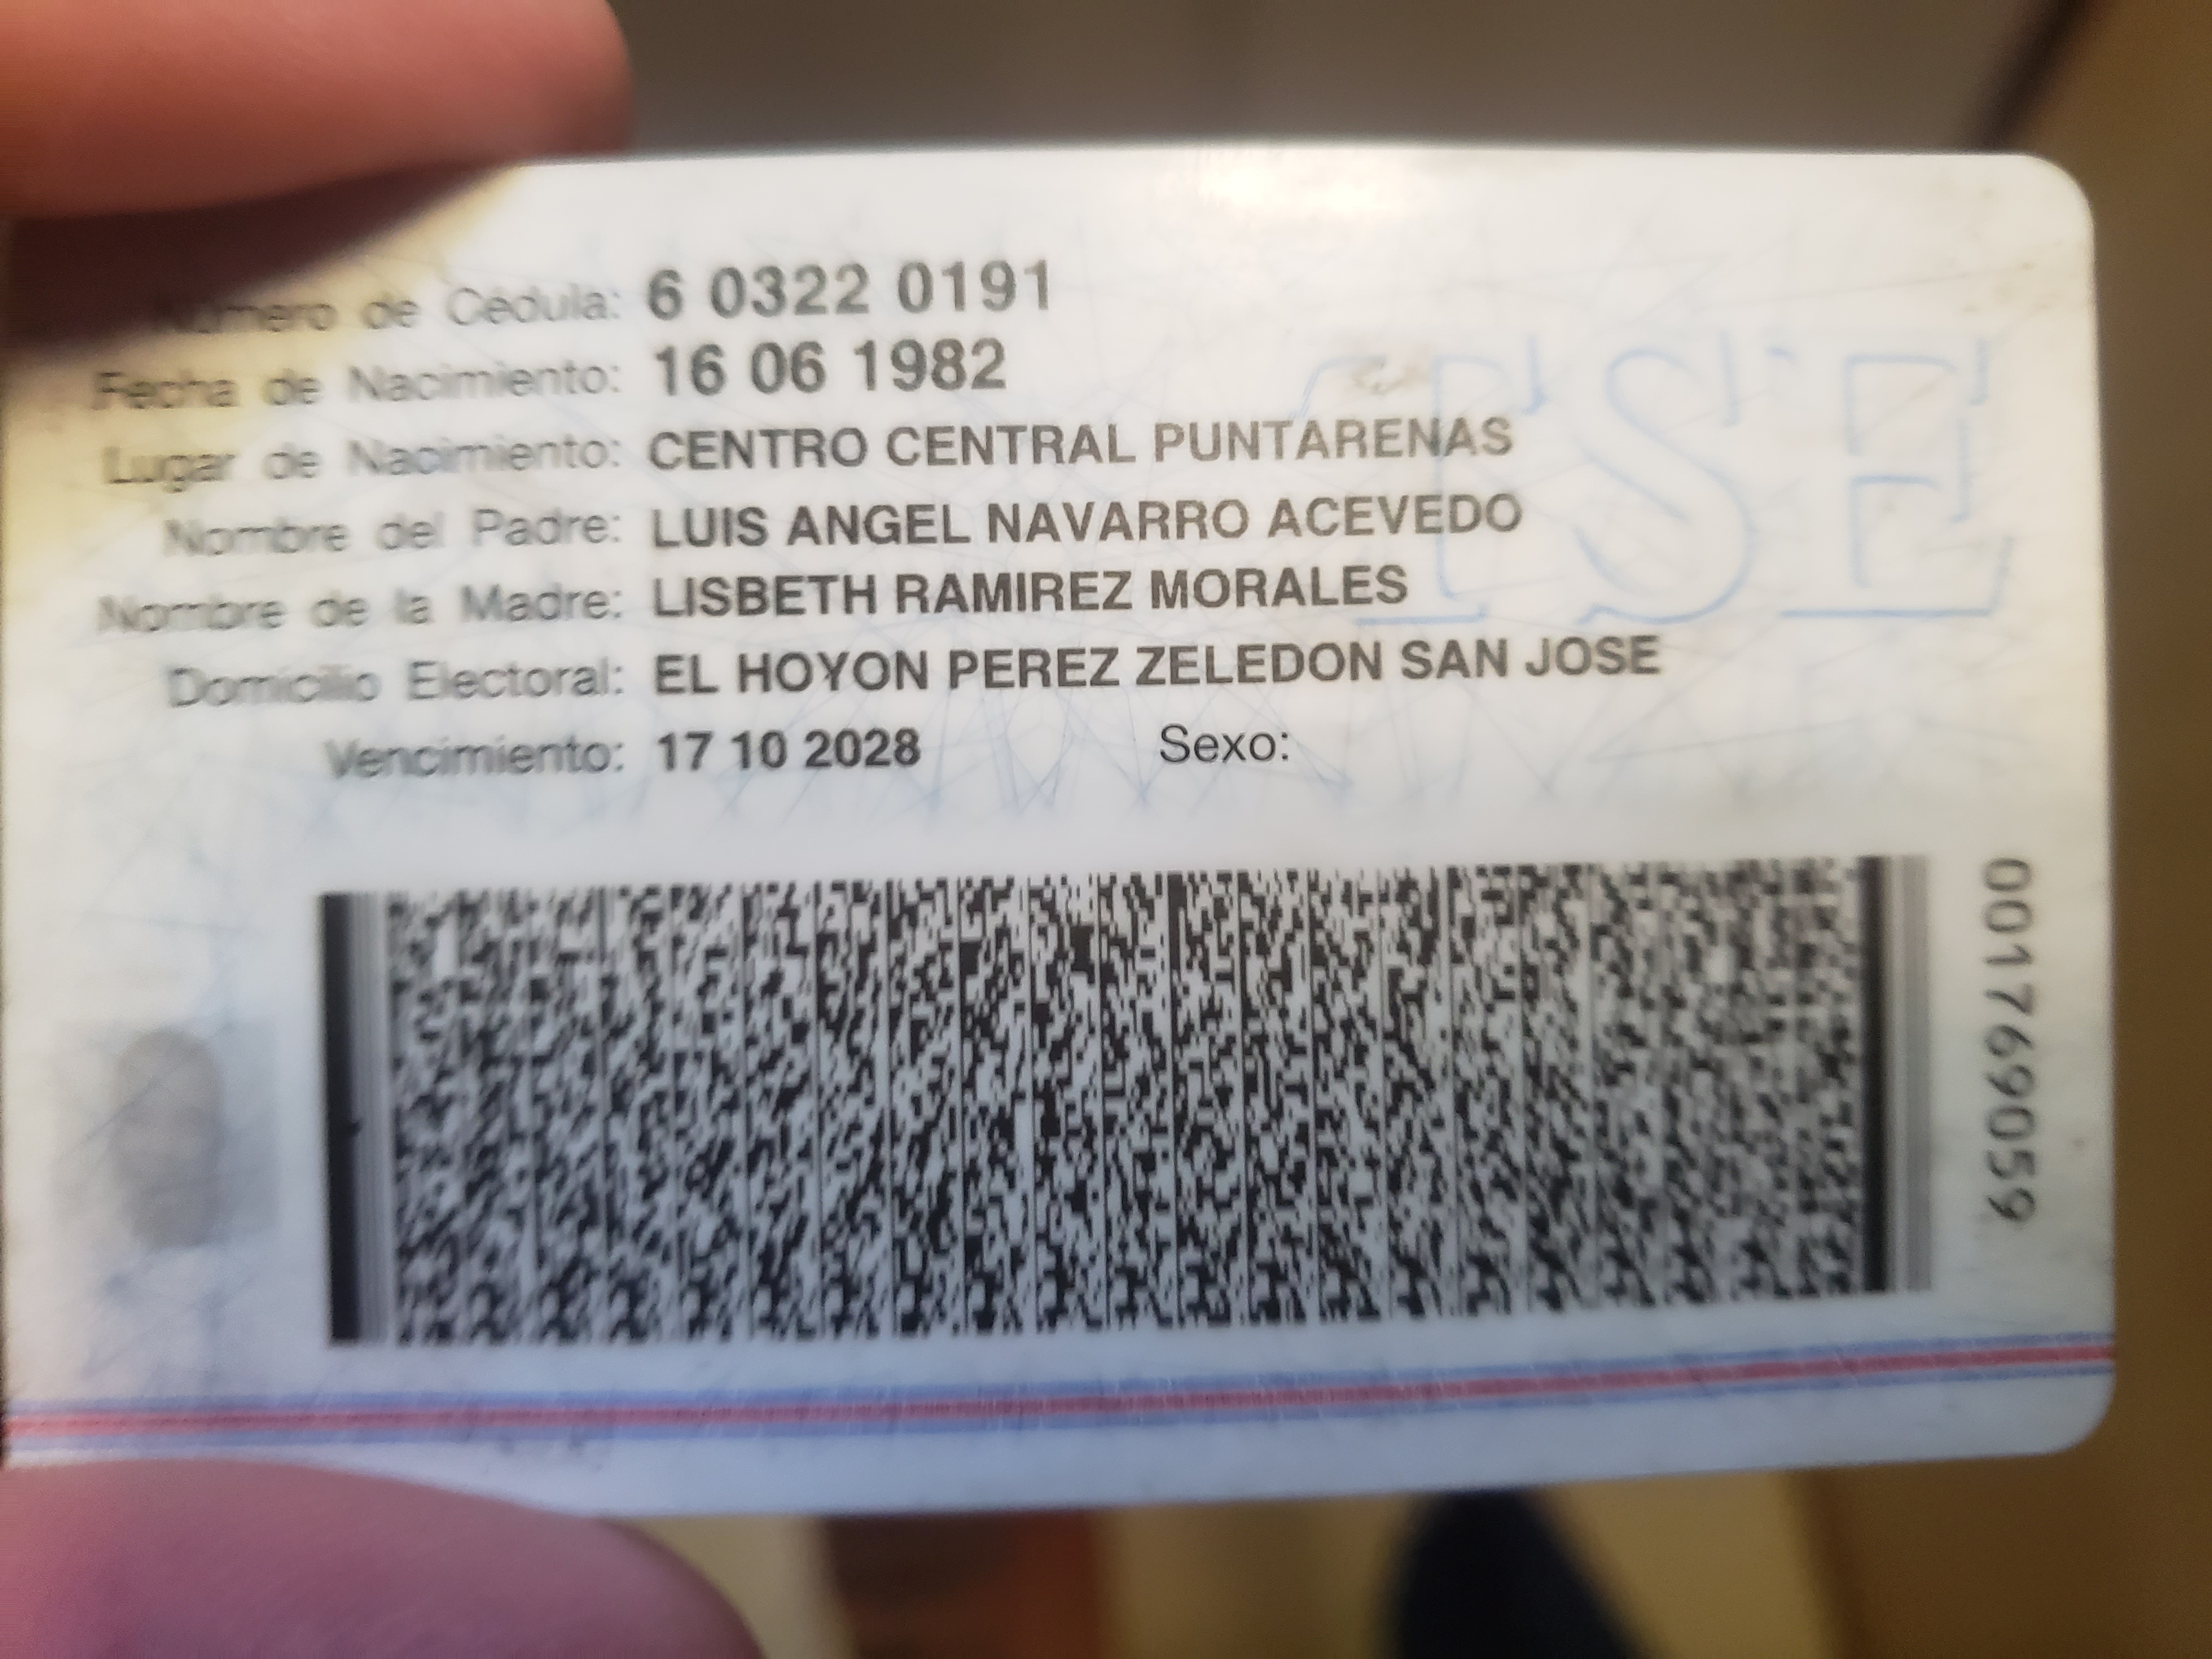 Número de Cédula: 6 0322 0191
Fecha de Nacimiento: 16 06 1982
Lugar de Nacimiento: CENTRO CENTRAL PUNTARENAS
Nombre del Padre: LUIS ANGEL NAVARRO ACEVEDO
Nombre de la Madre: LISBETH RAMIREZ MORALES
Domicilio Electoral: EL HOYON PEREZ ZELEDON SAN JOSE
Vencimiento: 17 10 2028 Sexo:
TSE
001769059